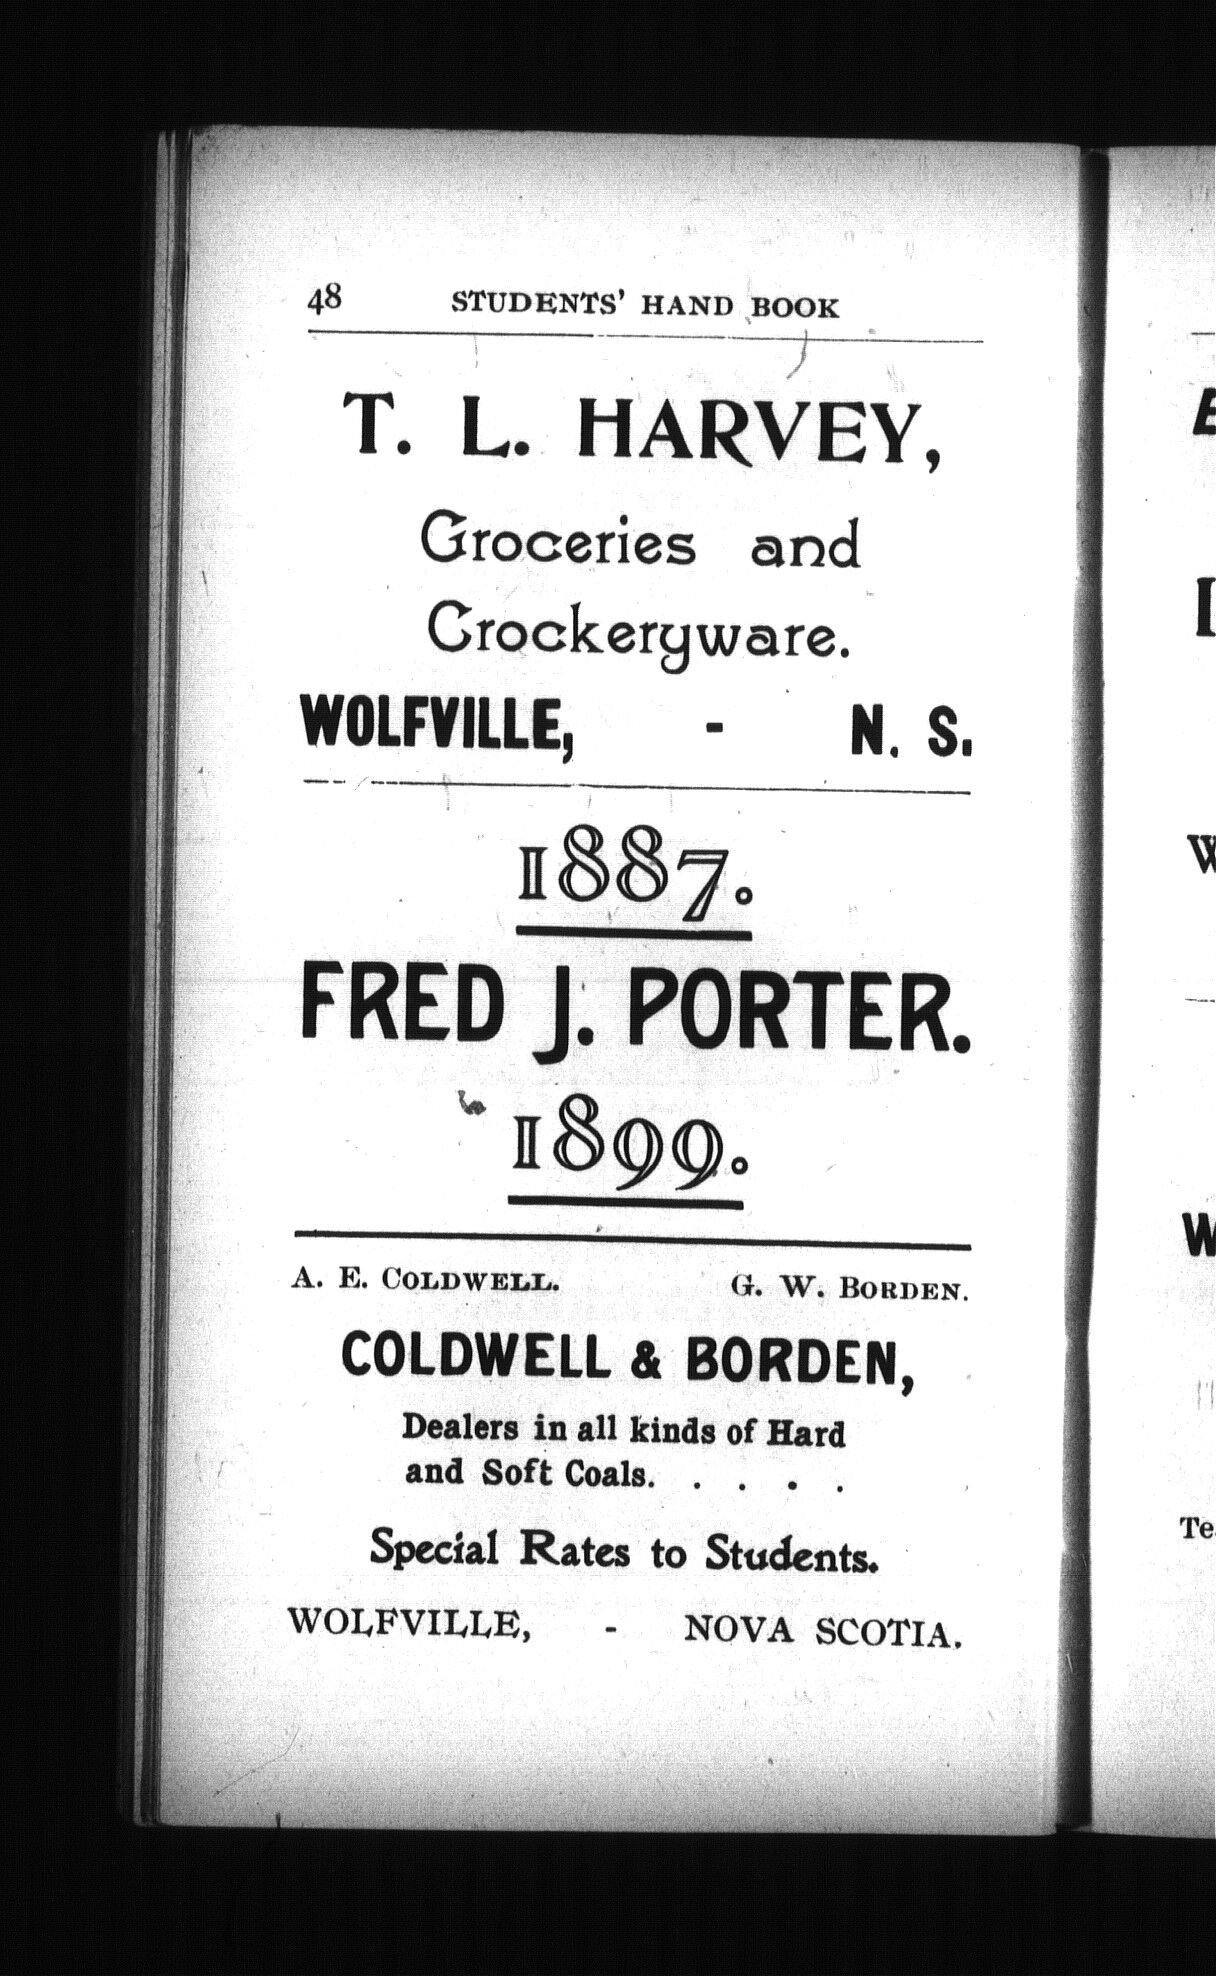 48 STUDENTS' HAND BOOK
T. L. HARVEY,
Groceries and
Crockeryware.
WOLFVILLE, - N. S.
1887.
FRED J. PORTER.
1899.
A. E. COLDWELL. G. W. BORDEN.
COLDWELL & BORDEN,
Dealers in all kinds of Hard
and Soft Coals. . . . .
Special Rates to Students.
WOLFVILLE, - NOVA SCOTIA.